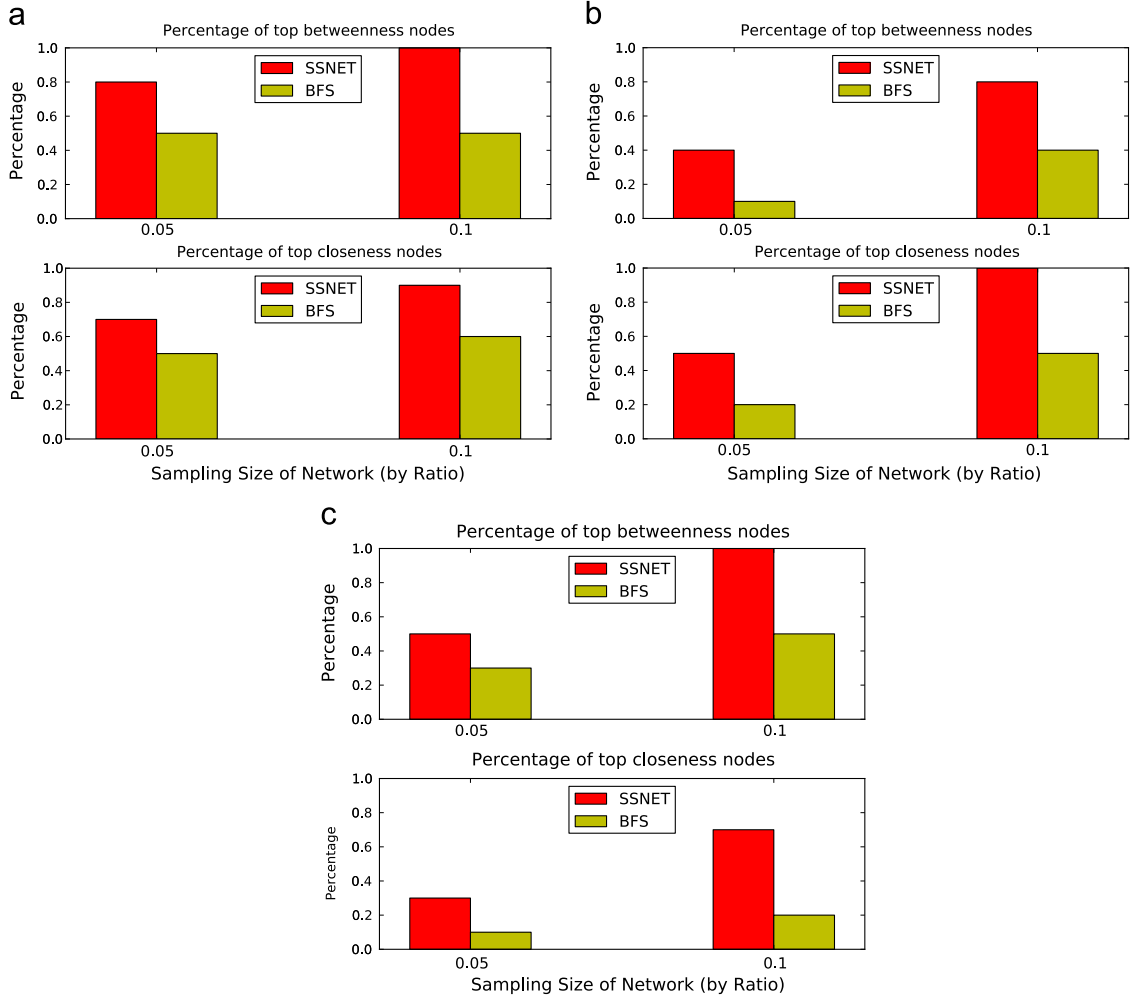 a
Percentage of top betweenness nodes
1.0
0.8
0.6
0.4
0.2
0.0
Percentage
SSNET
BFS
0.05
0.1
Percentage of top closeness nodes
1.0
0.8
0.6
0.4
0.2
0.0
Percentage
SSNET
BFS
0.05
0.1
Sampling Size of Network (by Ratio)
b
Percentage of top betweenness nodes
1.0
0.8
0.6
0.4
0.2
0.0
Percentage
SSNET
BFS
0.05
0.1
Percentage of top closeness nodes
1.0
0.8
0.6
0.4
0.2
0.0
Percentage
SSNET
BFS
0.05
0.1
Sampling Size of Network (by Ratio)
c
Percentage of top betweenness nodes
1.0
0.8
0.6
0.4
0.2
0.0
Percentage
SSNET
BFS
0.05
0.1
Percentage of top closeness nodes
1.0
0.8
0.6
0.4
0.2
0.0
Percentage
SSNET
BFS
0.05
0.1
Sampling Size of Network (by Ratio)